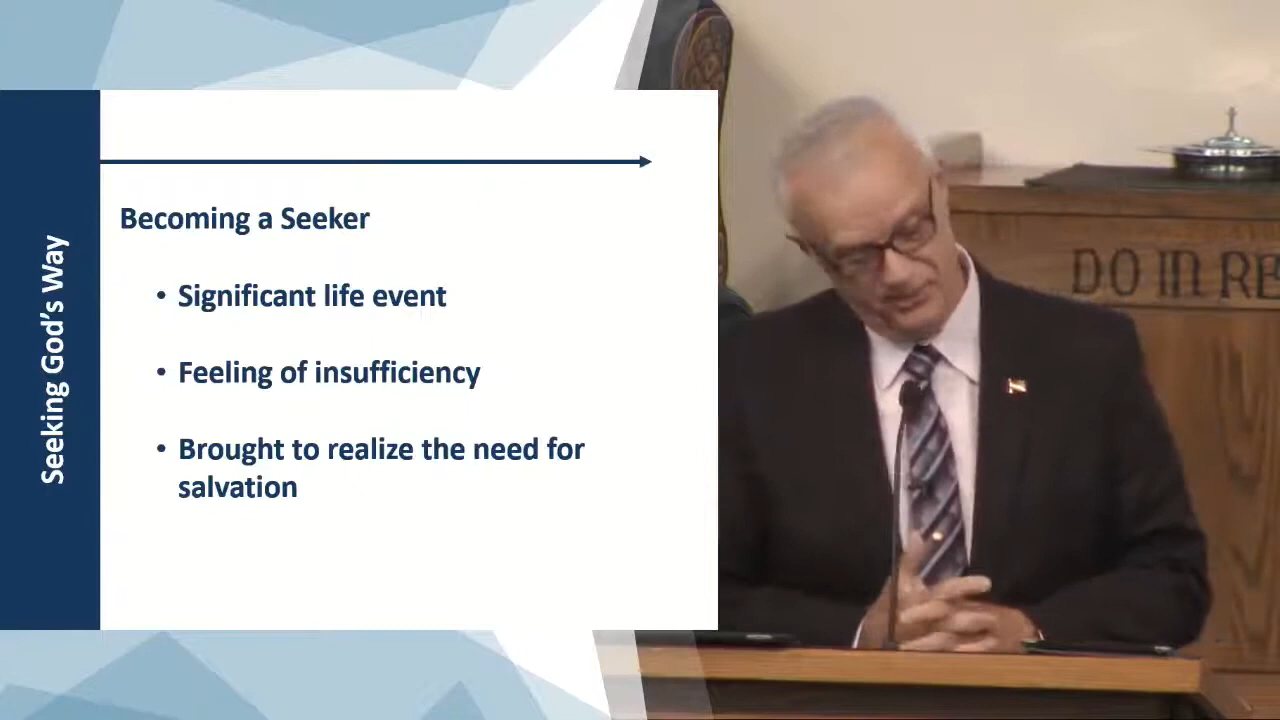 Seeking God's Way
Becoming a Seeker
• Significant life event
• Feeling of insufficiency
• Brought to realize the need for
salvation
DO IN RE